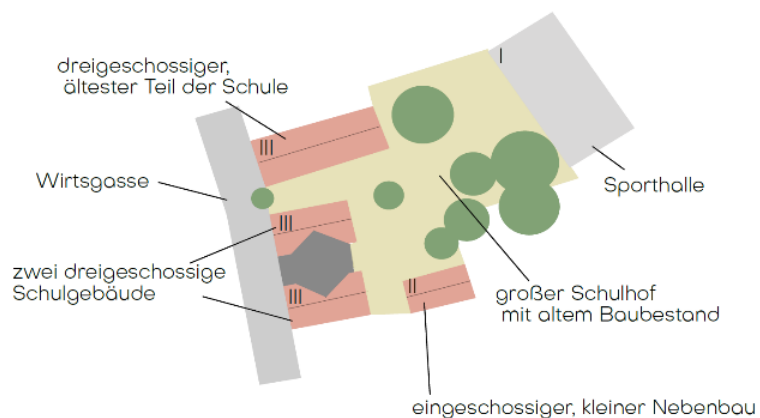 dreigeschossiger,
ältester Teil der Schule
I
III
Wirtsgasse
Sporthalle
III
zwei dreigeschossige
Schulgebäude
II
III
großer Schulhof
mit altem Baubestand
eingeschossiger, kleiner Nebenbau